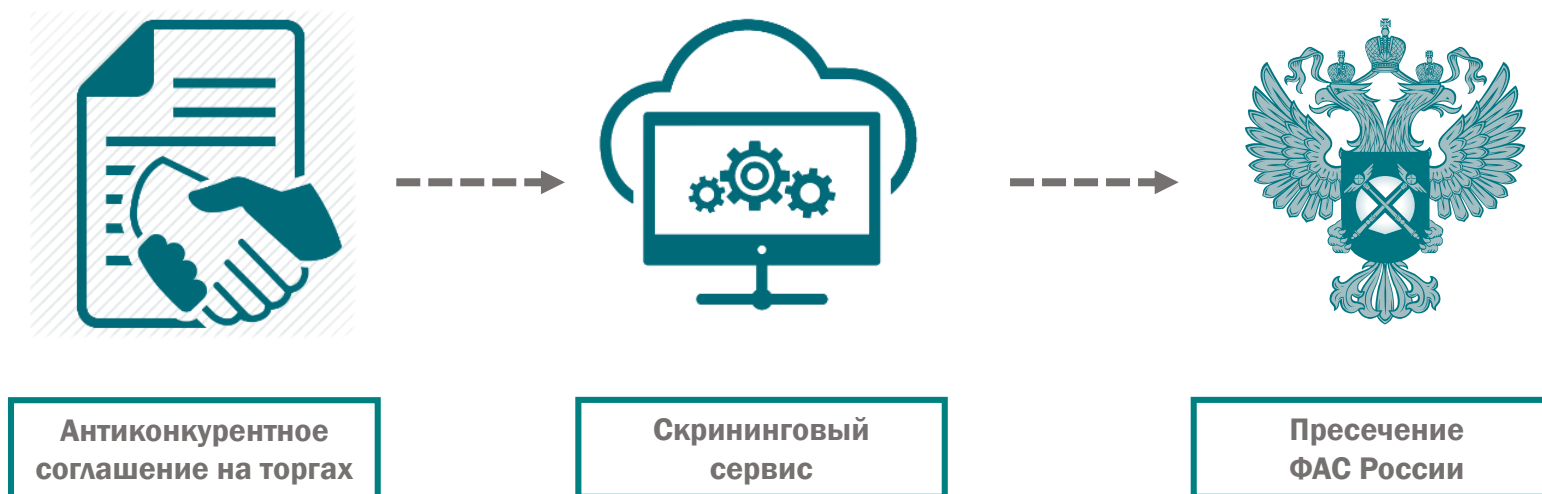 Антиконкурентное
соглашение на торгах
Скрининговый
сервис
Пресечение
ФАС России